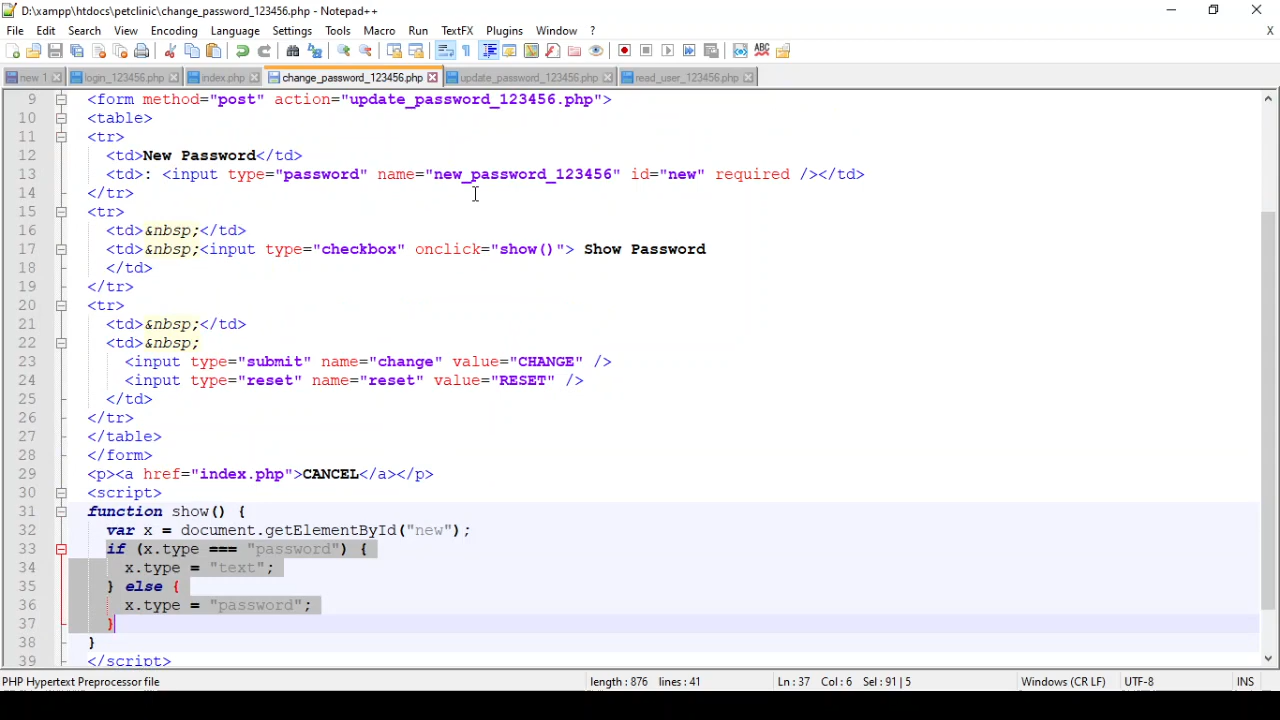 D:\xampp\htdocs\petclinic\change_password_123456.php - Notepad++
File Edit Search View Encoding Language Settings Tools Macro Run TextFX Plugins Window ? X
new 1 login_123456.php index.php change_password_123456.php update_password_123456.php read_user_123456.php
9 <form method="post" action="update_password_123456.php">
10 <table>
11 <tr>
12 <td>New Password</td>
13 <td>: <input type="password" name="new_password_123456" id="new" required /></td>
14 </tr>
15 <tr>
16 <td>&nbsp;</td>
17 <td>&nbsp;<input type="checkbox" onclick="show()"> Show Password
18 </td>
19 </tr>
20 <tr>
21 <td>&nbsp;</td>
22 <td>&nbsp;
23 <input type="submit" name="change" value="CHANGE" />
24 <input type="reset" name="reset" value="RESET" />
25 </td>
26 </tr>
27 </table>
28 </form>
29 <p><a href="index.php">CANCEL</a></p>
30 <script>
31 function show() {
32 var x = document.getElementById("new");
33 if (x.type === "password") {
34 x.type = "text";
35 } else {
36 x.type = "password";
37 }
38 }
39 </script>
PHP Hypertext Preprocessor file length : 876 lines : 41 Ln : 37 Col : 6 Sel : 91 | 5 Windows (CR LF) UTF-8 INS